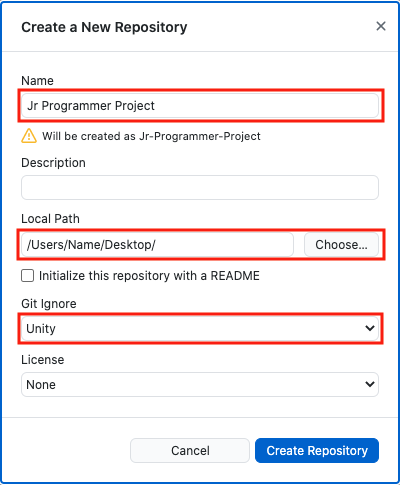 Create a New Repository
Name
Jr Programmer Project
Will be created as Jr-Programmer-Project
Description
Local Path
/Users/Name/Desktop/
Choose...
Initialize this repository with a README
Git Ignore
Unity
License
None
Cancel
Create Repository